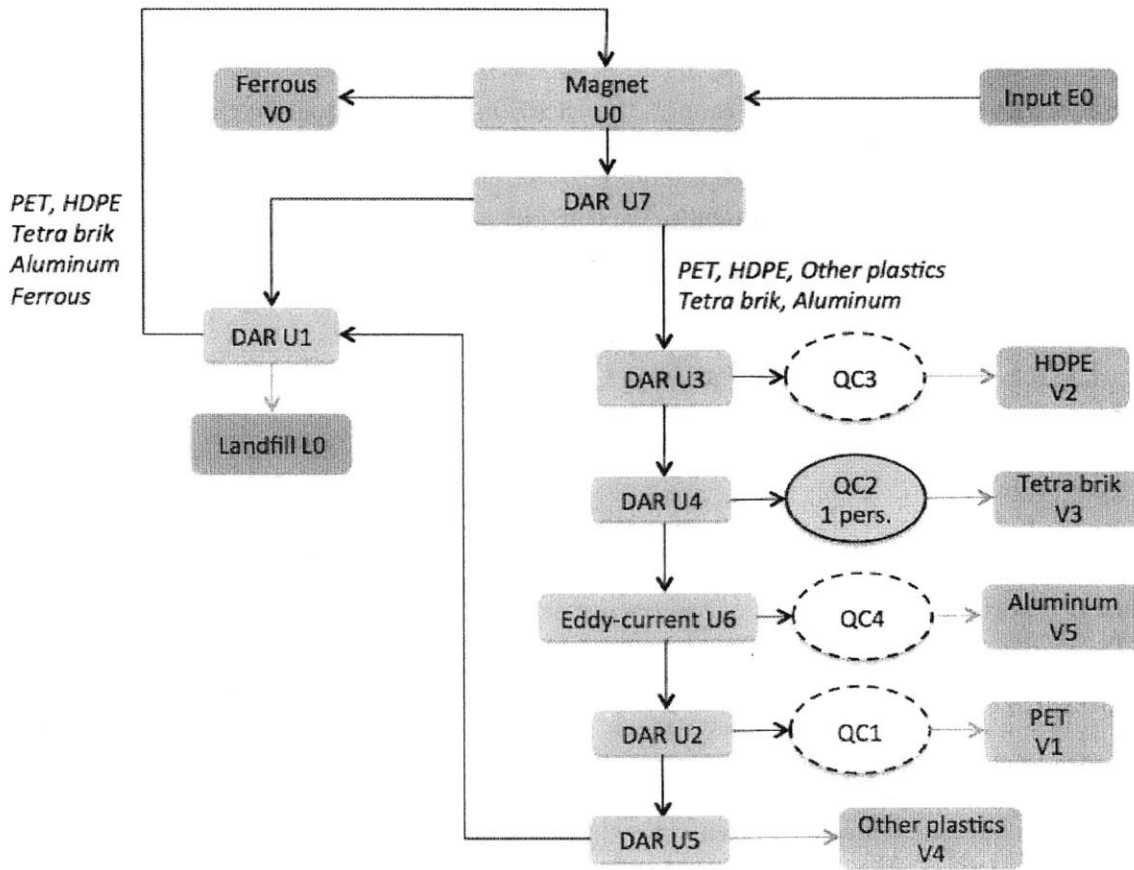 Ferrous
V0
Magnet
U0
Input E0
DAR U7
PET, HDPE
Tetra brik
Aluminum
Ferrous
PET, HDPE, Other plastics
Tetra brik, Aluminum
DAR U1
Landfill L0
DAR U3
QC3
HDPE
V2
DAR U4
QC2
1 pers.
Tetra brik
V3
Eddy-current U6
QC4
Aluminum
V5
DAR U2
QC1
PET
V1
DAR U5
Other plastics
V4